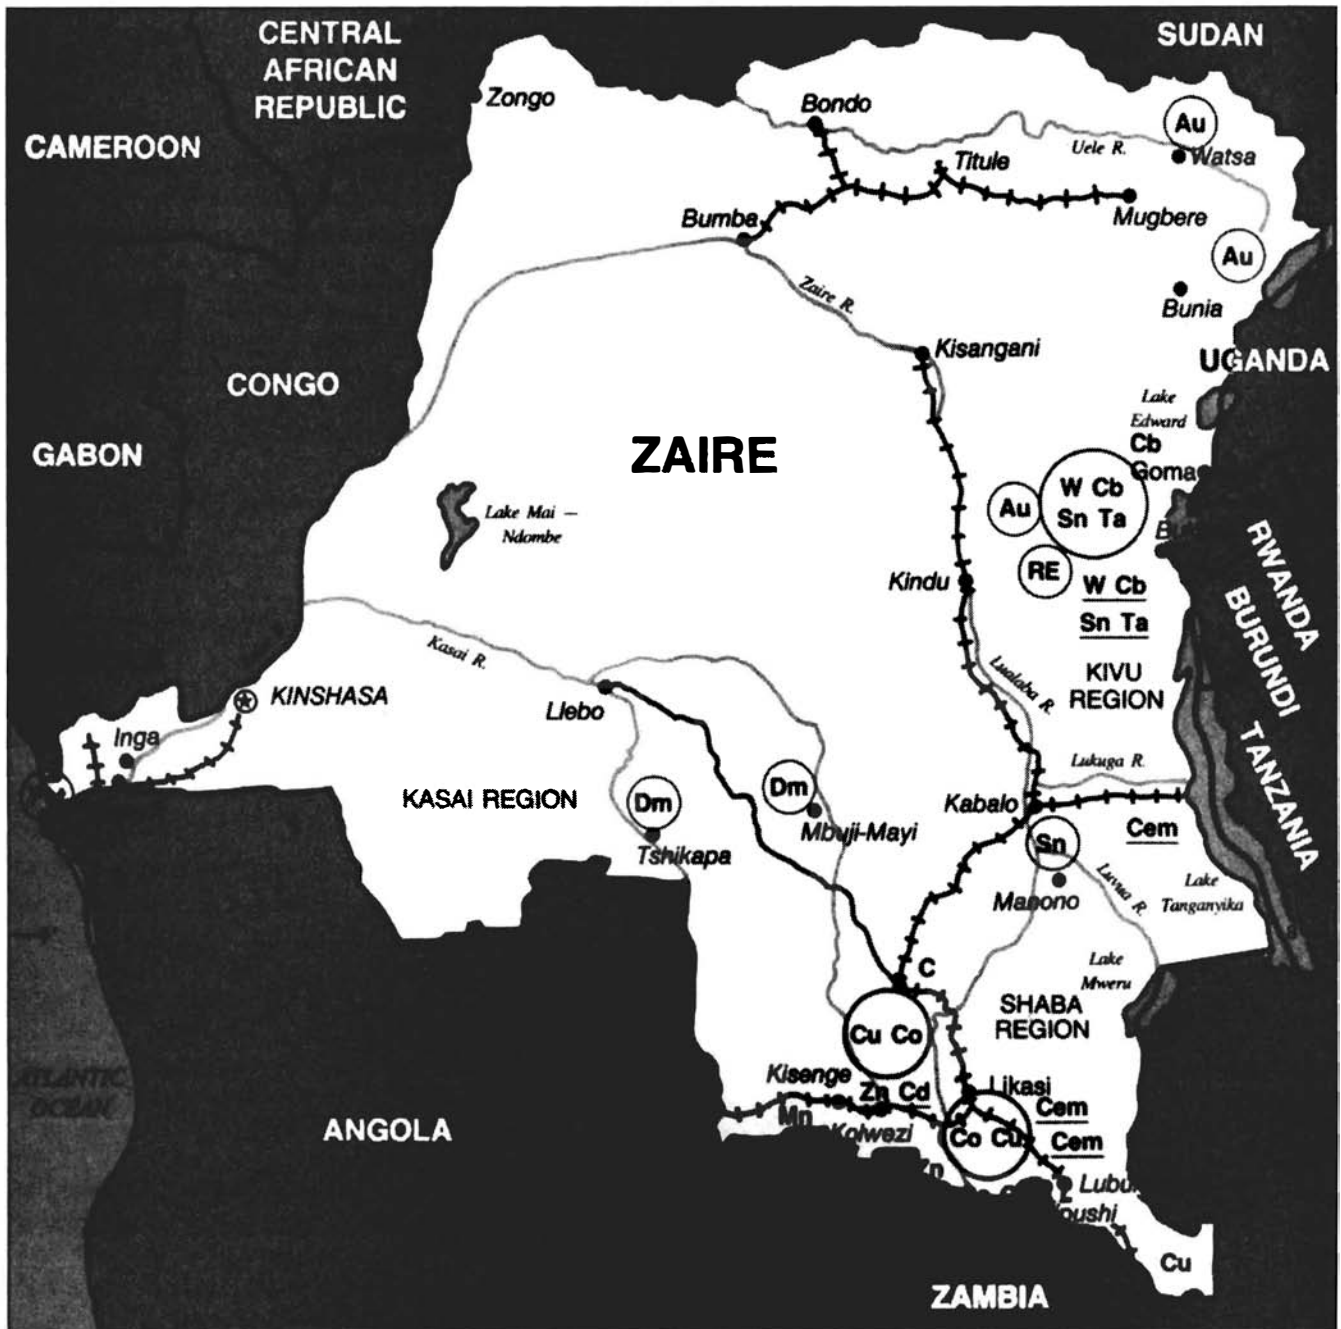 CENTRAL
AFRICAN
REPUBLIC
SUDAN
CAMEROON
Zongo
Bondo
Au
Uele R.
Watsa
Titule
Mugbere
Bumba
Au
Zaire R.
Bunia
Kisangani
UGANDA
CONGO
Lake
Edward
GABON
ZAIRE
Cb
Goma
W Cb
Sn Ta
Au
Lake Mai –
Ndombe
RE
Kindu
W Cb
Sn Ta
RWANDA
BURUNDI
TANZANIA
Kasai R.
Lualaba R.
KIVU
REGION
KINSHASA
Llebo
Inga
Lukuga R.
KASAI REGION
Dm
Dm
Kabalo
Mbuji-Mayi
Tshikapa
Cem
Sn
Manono
Luvua R.
Lake
Tanganyika
C
Lake
Mweru
SHABA
REGION
Cu Co
Kisenge
Zn Cd
Likasi
Mn
Kolwezi
Cem
Co Cu
Cem
Zn
ATLANTIC
OCEAN
ANGOLA
Cu
ZAMBIA